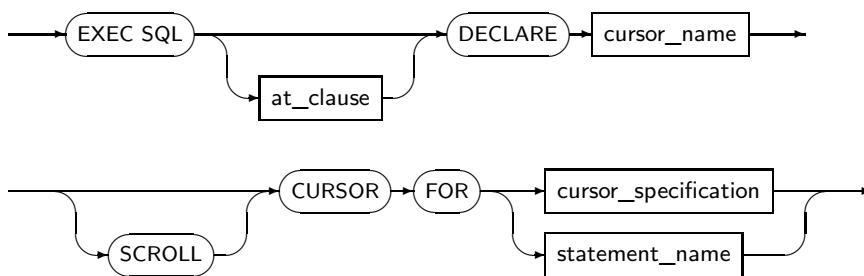 EXEC SQL DECLARE cursor_name
at_clause
CURSOR FOR cursor_specification
SCROLL statement_name